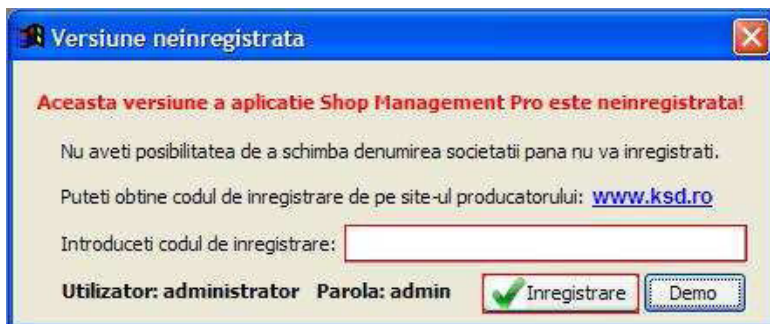 Versiune neinregistrata
Aceasta versiune a aplicatie Shop Management Pro este neinregistrata!
Nu aveti posibilitatea de a schimba denumirea societatii pana nu va inregistrati.
Puteti obtine codul de inregistrare de pe site-ul producatorului: www.ksd.ro
Introduceti codul de inregistrare:
Utilizator: administrator Parola: admin Inregistrare Demo